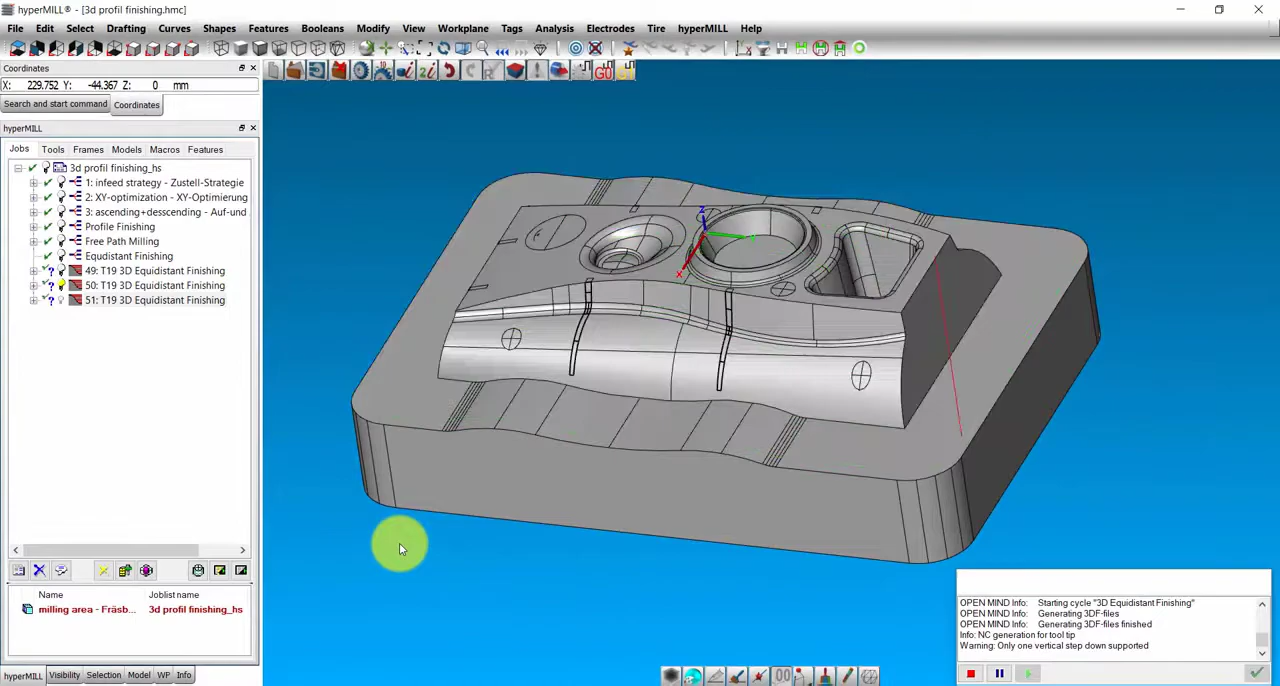 hyperMILL® - [3d profil finishing.hmc]
File Edit Select Drafting Curves Shapes Features Booleans Modify View Workplane Tags Analysis Electrodes Tire hyperMILL Help
Coordinates
X: 229.752 Y: -44.367 Z: 0 mm
Search and start command Coordinates
hyperMILL
Jobs Tools Frames Models Macros Features
3d profil finishing_hs
1: infeed strategy - Zustell-Strategie
2: XY-optimization - XY-Optimierung
3: ascending+desscending - Auf-und
Profile Finishing
Free Path Milling
Equidistant Finishing
49: T19 3D Equidistant Finishing
50: T19 3D Equidistant Finishing
51: T19 3D Equidistant Finishing
Name Joblist name
milling area - Fräsb... 3d profil finishing_hs
hyperMILL Visibility Selection Model WP Info
Z
X
OPEN MIND Info: Starting cycle "3D Equidistant Finishing"
OPEN MIND Info: Generating 3DF-files
OPEN MIND Info: Generating 3DF-files finished
Info: NC generation for tool tip
Warning: Only one vertical step down supported